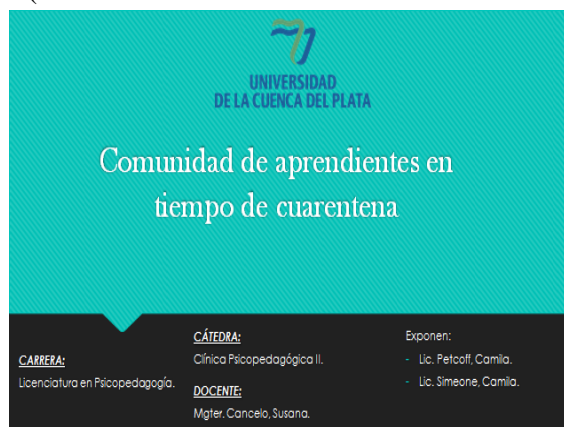 UNIVERSIDAD
DE LA CUENCA DEL PLATA
Comunidad de aprendientes en
tiempo de cuarentena
CARRERA:
Licenciatura en Psicopedagogía.
CÁTEDRA:
Clínica Psicopedagógica II.
DOCENTE:
Mgter. Cancelo, Susana.
Exponen:
- Lic. Petcoff, Camila.
- Lic. Simeone, Camila.